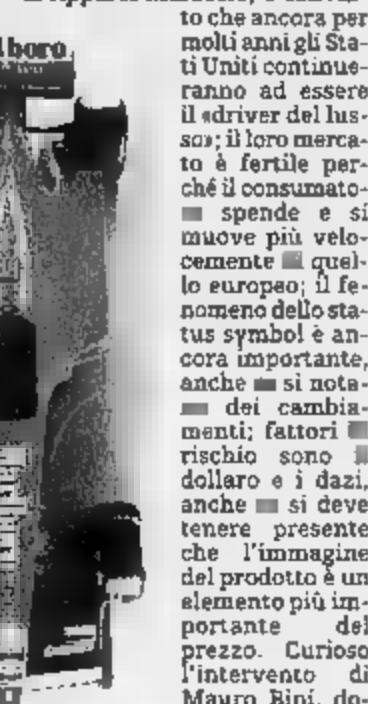 lboro
to che ancora per
molti anni gli Sta-
ti Uniti continue-
ranno ad essere
il «driver del lus-
so»; il loro merca-
to è fertile per-
ché il consumato-
spende e si
muove più velo-
cemente quel-
lo europeo; il fe-
nomeno dello sta-
tus symbol è an-
cora importante,
anche si nota-
dei cambia-
menti; fattori
rischio sono
dollaro e i dazi,
anche si deve
tenere presente
che l'immagine
del prodotto è un
elemento più im-
portante del
prezzo. Curioso
l'intervento di
Mauro Bini, do-